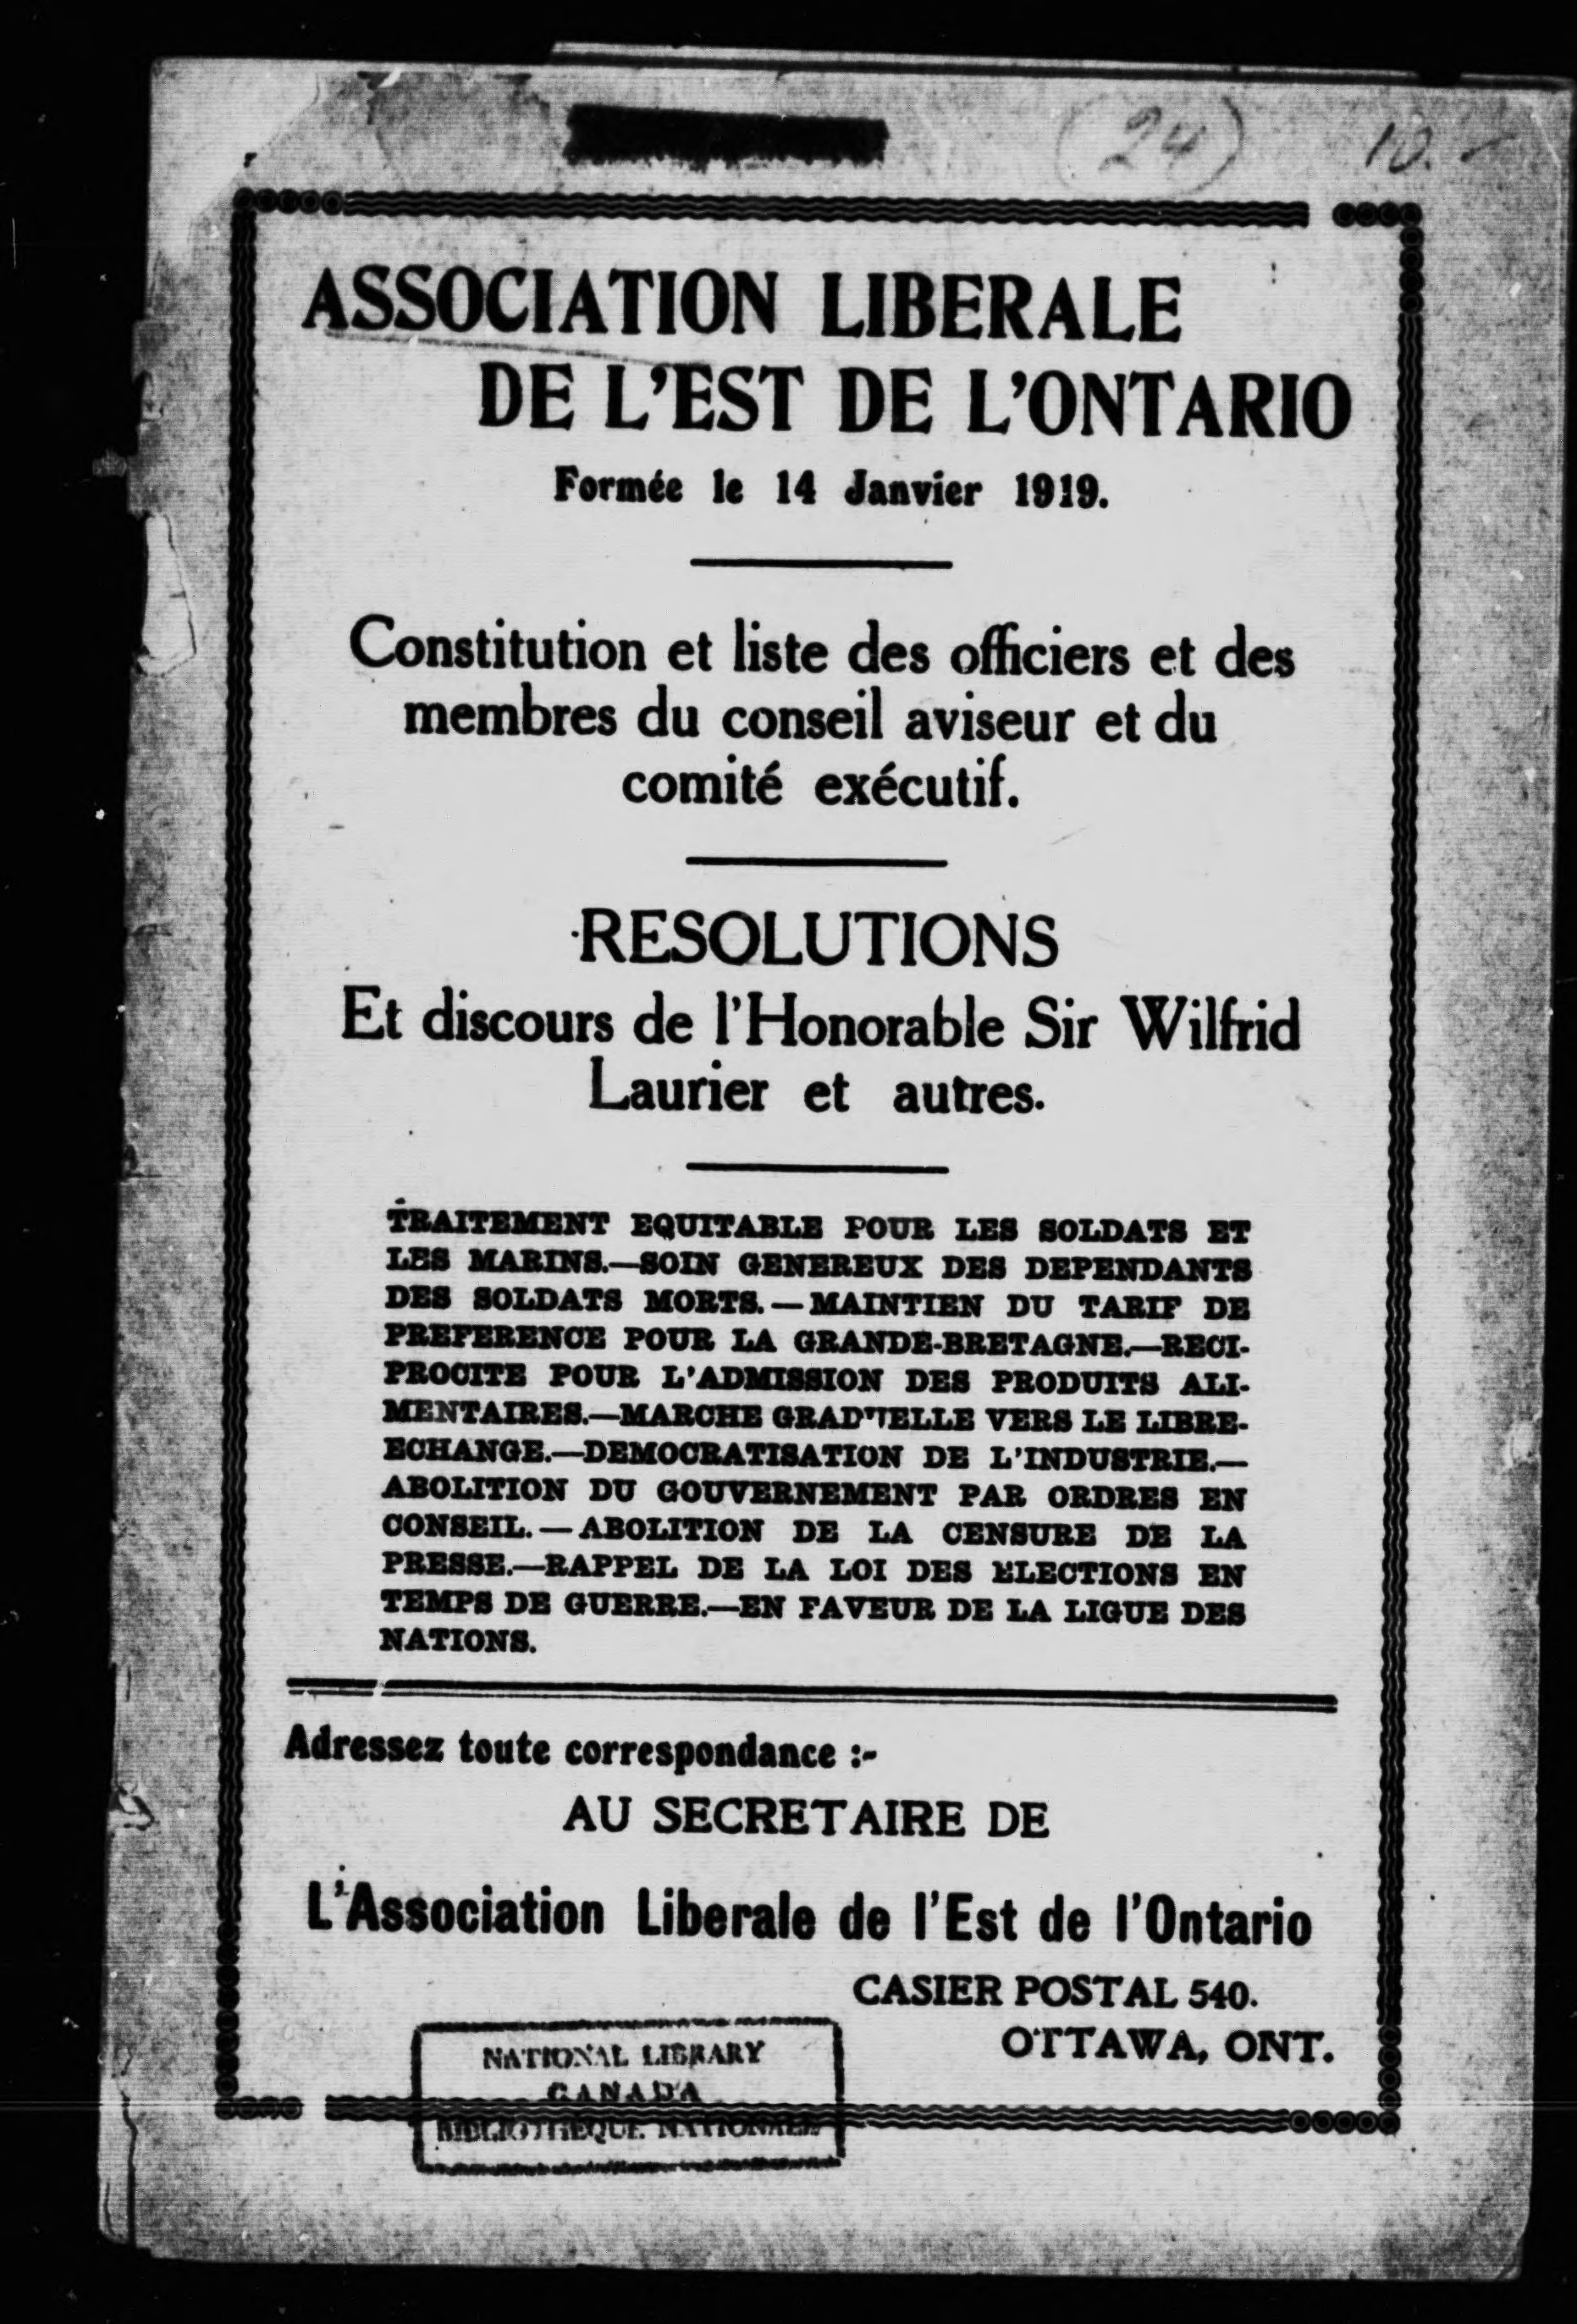 24
10.
ASSOCIATION LIBERALE
DE L'EST DE L'ONTARIO
Formée le 14 Janvier 1919.
Constitution et liste des officiers et des
membres du conseil aviseur et du
comité exécutif.
RESOLUTIONS
Et discours de l'Honorable Sir Wilfrid
Laurier et autres.
TRAITEMENT EQUITABLE POUR LES SOLDATS ET
LES MARINS.—SOIN GENEREUX DES DEPENDANTS
DES SOLDATS MORTS.—MAINTIEN DU TARIF DE
PREFERENCE POUR LA GRANDE-BRETAGNE.—RECI-
PROCITE POUR L'ADMISSION DES PRODUITS ALI-
MENTAIRES.—MARCHE GRADUELLE VERS LE LIBRE-
ECHANGE.—DEMOCRATISATION DE L'INDUSTRIE.—
ABOLITION DU GOUVERNEMENT PAR ORDRES EN
CONSEIL.—ABOLITION DE LA CENSURE DE LA
PRESSE.—RAPPEL DE LA LOI DES ELECTIONS EN
TEMPS DE GUERRE.—EN FAVEUR DE LA LIGUE DES
NATIONS.
Adressez toute correspondance :-
AU SECRETAIRE DE
L'Association Liberale de l'Est de l'Ontario
CASIER POSTAL 540.
OTTAWA, ONT.
NATIONAL LIBRARY
CANADA
BIBLIOTHEQUE NATIONALE